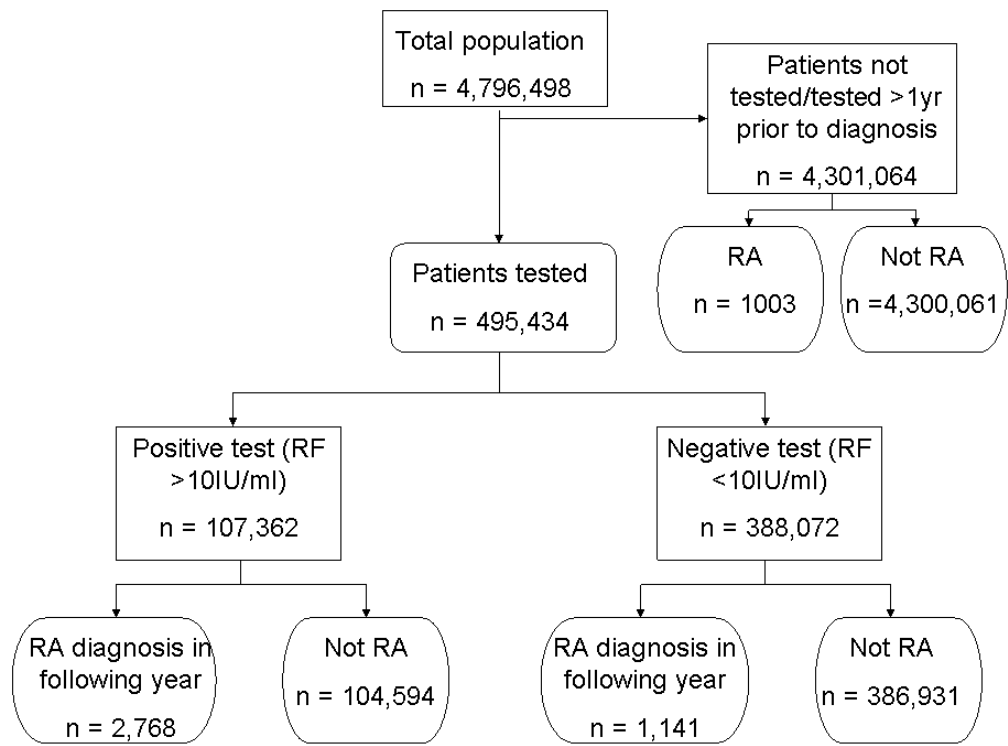 Total population
n = 4,796,498
Patients not
tested/tested >1yr
prior to diagnosis
n = 4,301,064
RA
n = 1003
Not RA
n =4,300,061
Patients tested
n = 495,434
Positive test (RF
>10IU/ml)
n = 107,362
Negative test (RF
<10IU/ml)
n = 388,072
RA diagnosis in
following year
n = 2,768
Not RA
n = 104,594
RA diagnosis in
following year
n = 1,141
Not RA
n = 386,931